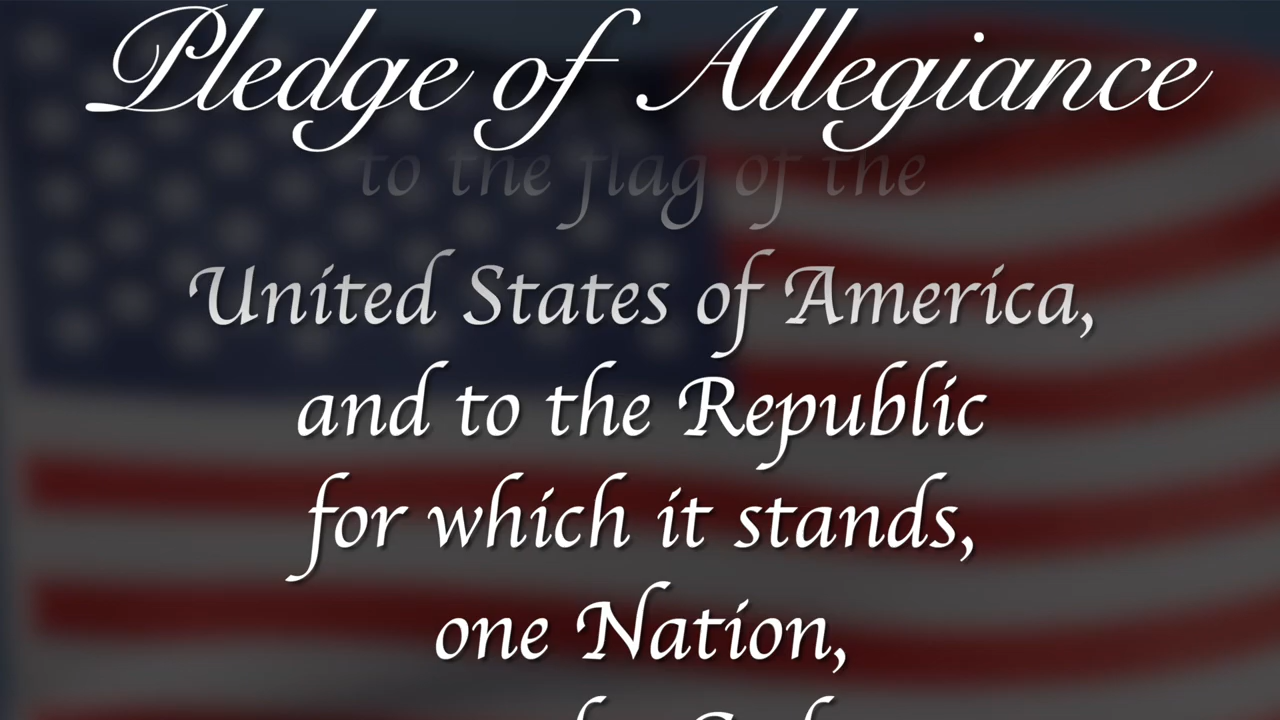 Pledge of Allegiance
to the flag of the
United States of America,
and to the Republic
for which it stands,
one Nation,